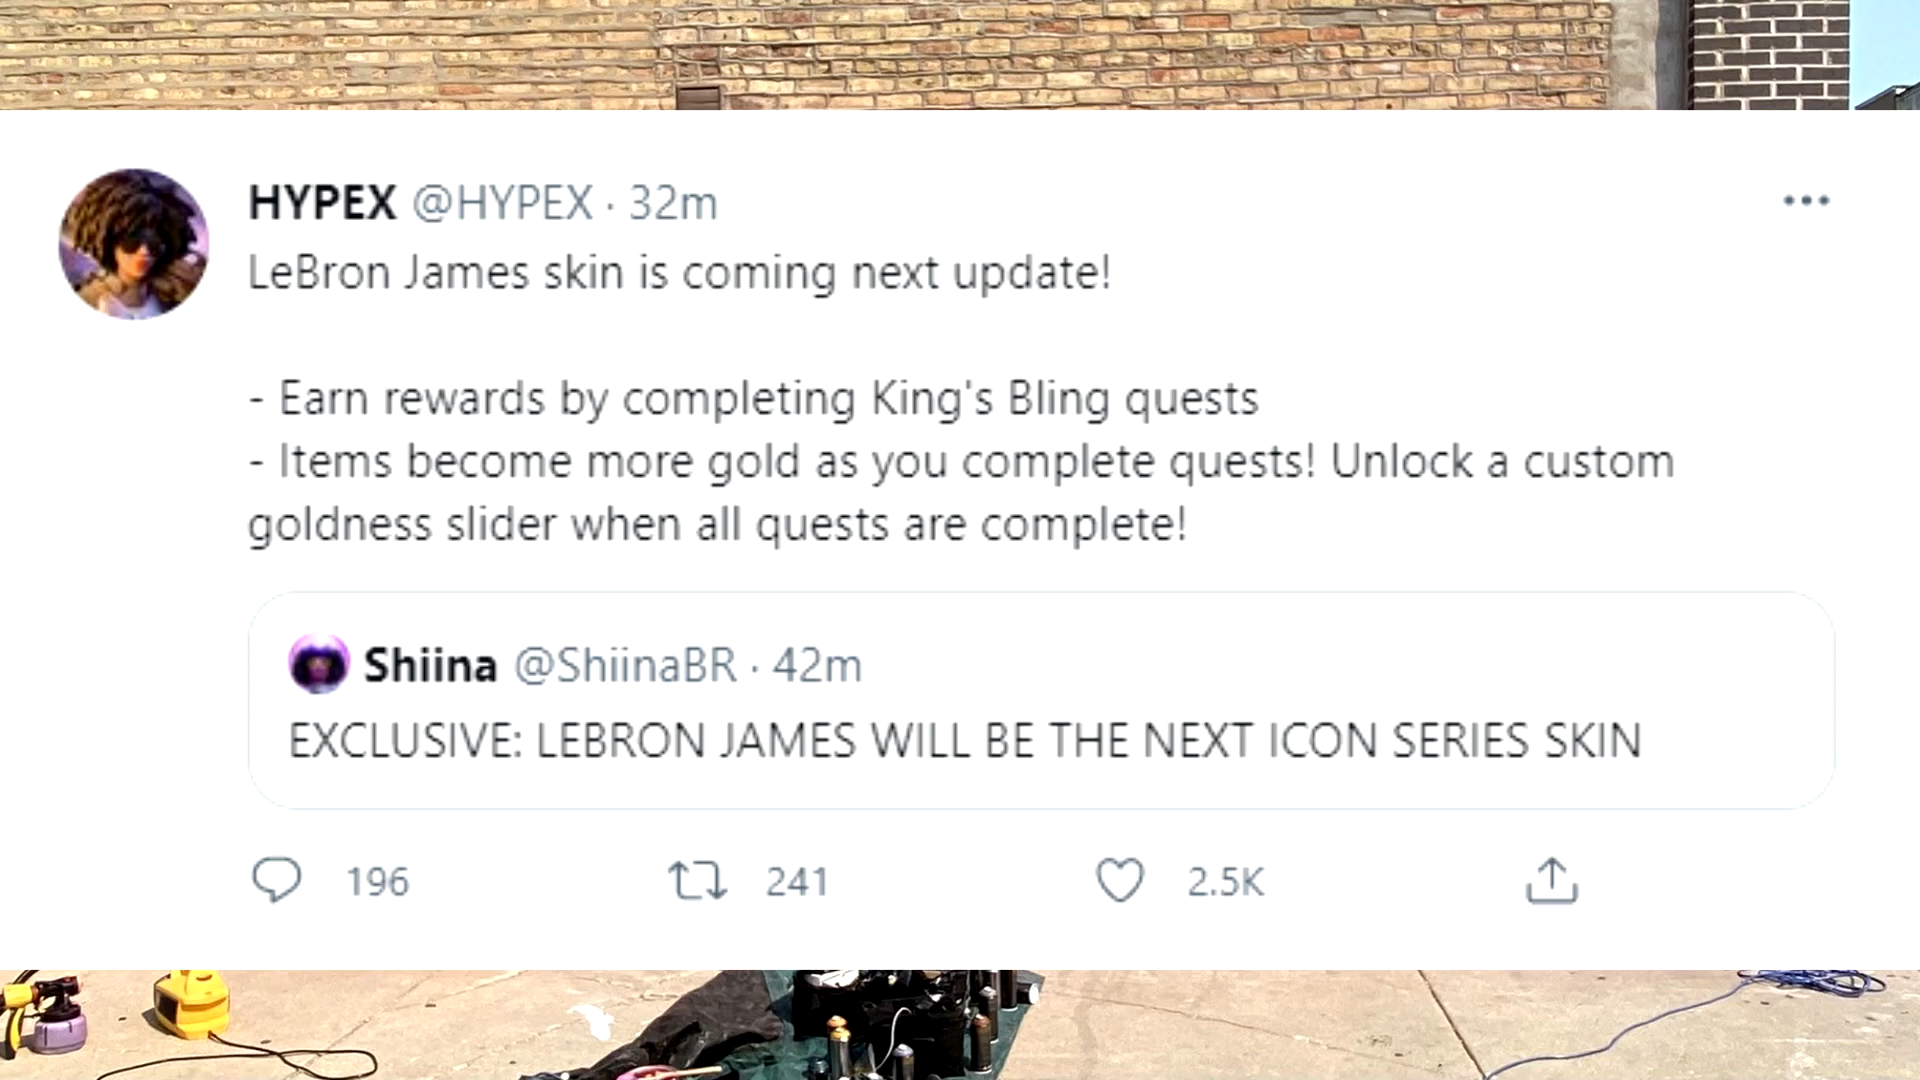 HYPEX @HYPEX · 32m
LeBron James skin is coming next update!
- Earn rewards by completing King's Bling quests
- Items become more gold as you complete quests! Unlock a custom
goldness slider when all quests are complete!
Shiina @ShiinaBR · 42m
EXCLUSIVE: LEBRON JAMES WILL BE THE NEXT ICON SERIES SKIN
196 241 2.5K